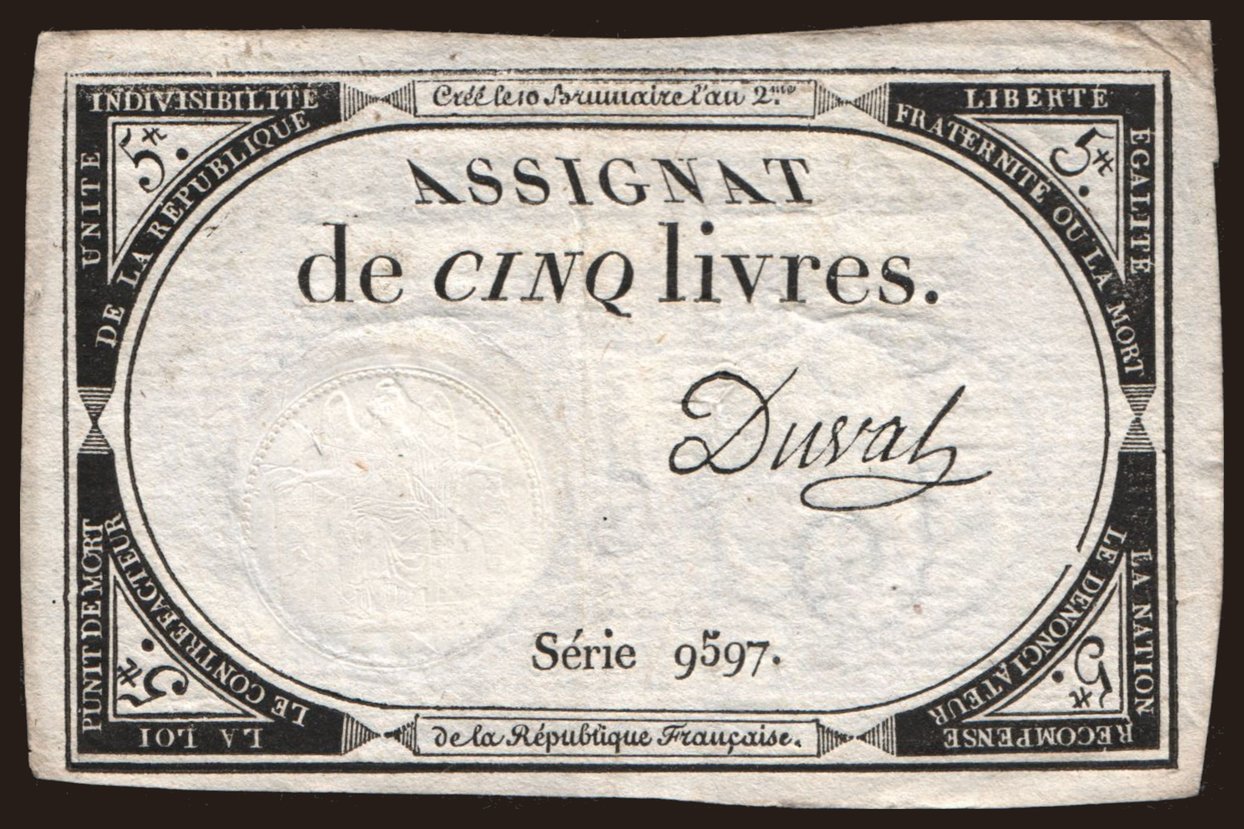 INDIVISIBILITÉ
UNITÉ
DE LA RÉPUBLIQUE
5₶.
Créé le 10 Brumaire l'an 2.me
LIBERTÉ
ÉGALITÉ
FRATERNITÉ OU LA MORT
5₶.
ASSIGNAT
de CINQ livres.
Duval
Série 9597.
LA LOI
PUNIT DE MORT
LE CONTREFACTEUR
5₶.
de la République Française.
LA NATION
RÉCOMPENSE
LE DENONCIATEUR
5₶.